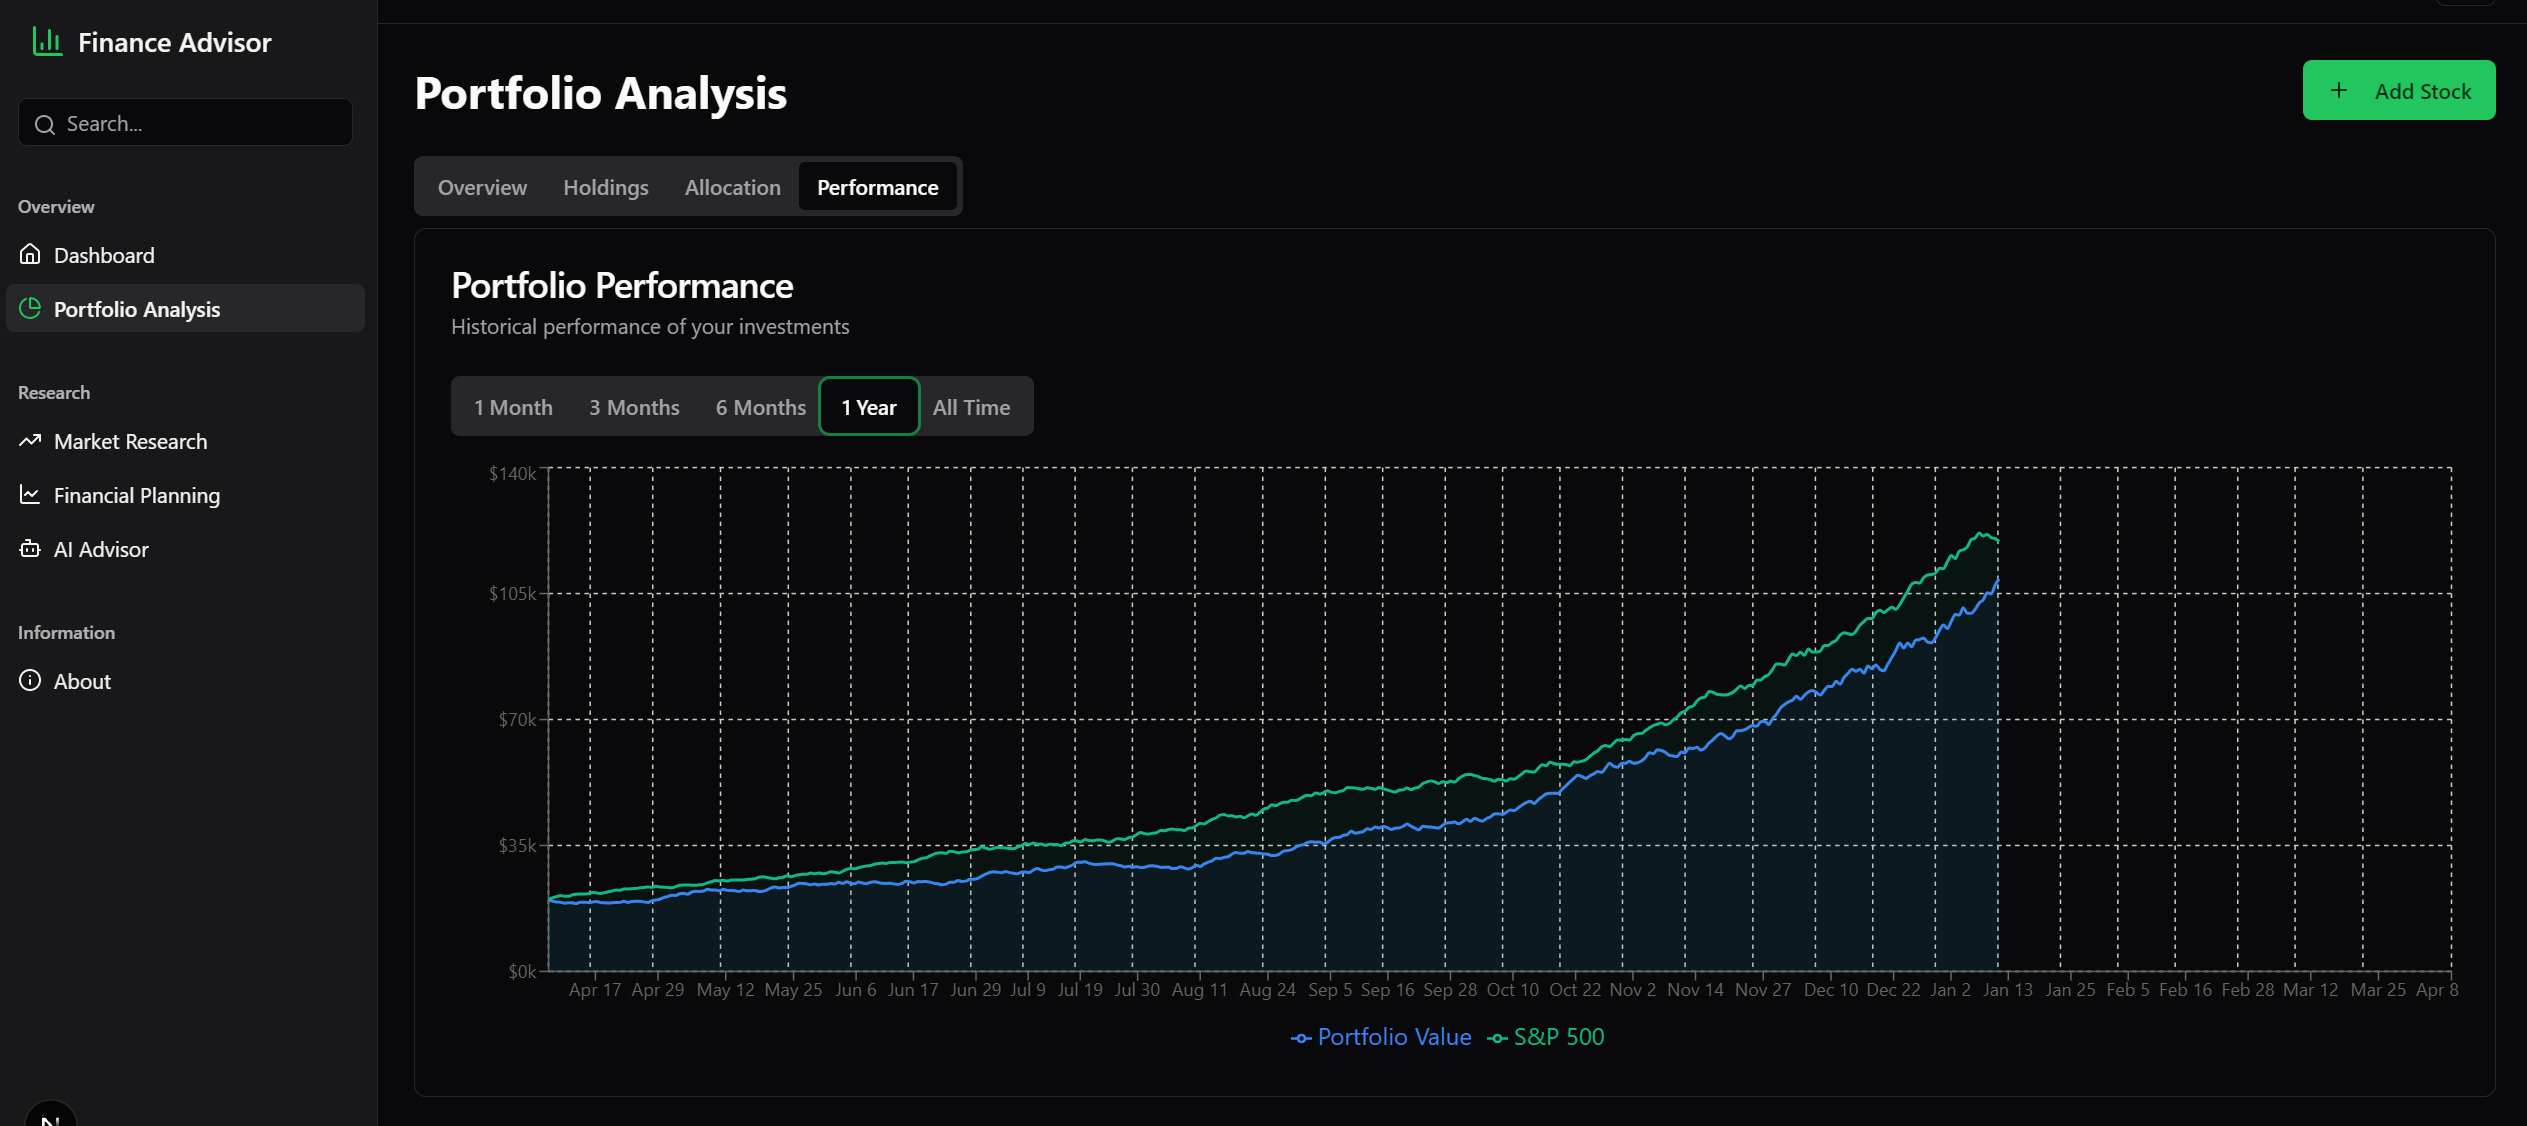 Finance Advisor
Search...
Overview
Dashboard
Portfolio Analysis
Research
Market Research
Financial Planning
AI Advisor
Information
About
Portfolio Analysis
+ Add Stock
Overview Holdings Allocation Performance
Portfolio Performance
Historical performance of your investments
1 Month 3 Months 6 Months 1 Year All Time
$140k
$105k
$70k
$35k
$0k
Apr 17 Apr 29 May 12 May 25 Jun 6 Jun 17 Jun 29 Jul 9 Jul 19 Jul 30 Aug 11 Aug 24 Sep 5 Sep 16 Sep 28 Oct 10 Oct 22 Nov 2 Nov 14 Nov 27 Dec 10 Dec 22 Jan 2 Jan 13 Jan 25 Feb 5 Feb 16 Feb 28 Mar 12 Mar 25 Apr 8
Portfolio Value S&P 500